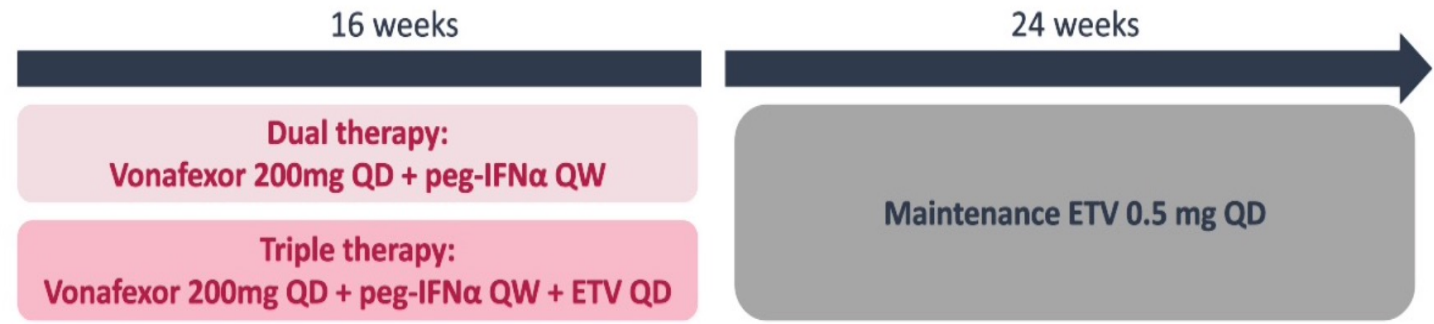 16 weeks
24 weeks
Dual therapy:
Vonafexor 200mg QD + peg-IFNα QW
Maintenance ETV 0.5 mg QD
Triple therapy:
Vonafexor 200mg QD + peg-IFNα QW + ETV QD